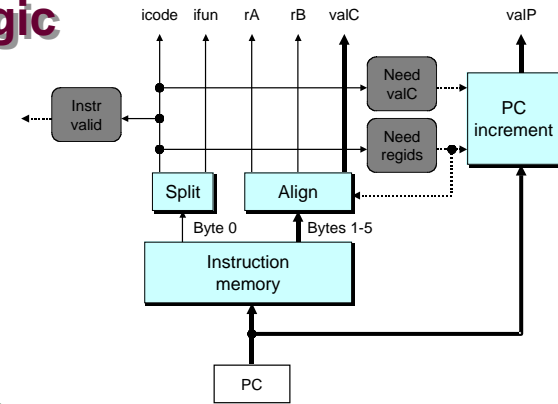 gic
icode ifun rA rB valC valP
Need
valC
Instr
valid
PC
increment
Need
regids
Split Align
Byte 0 Bytes 1-5
Instruction
memory
PC